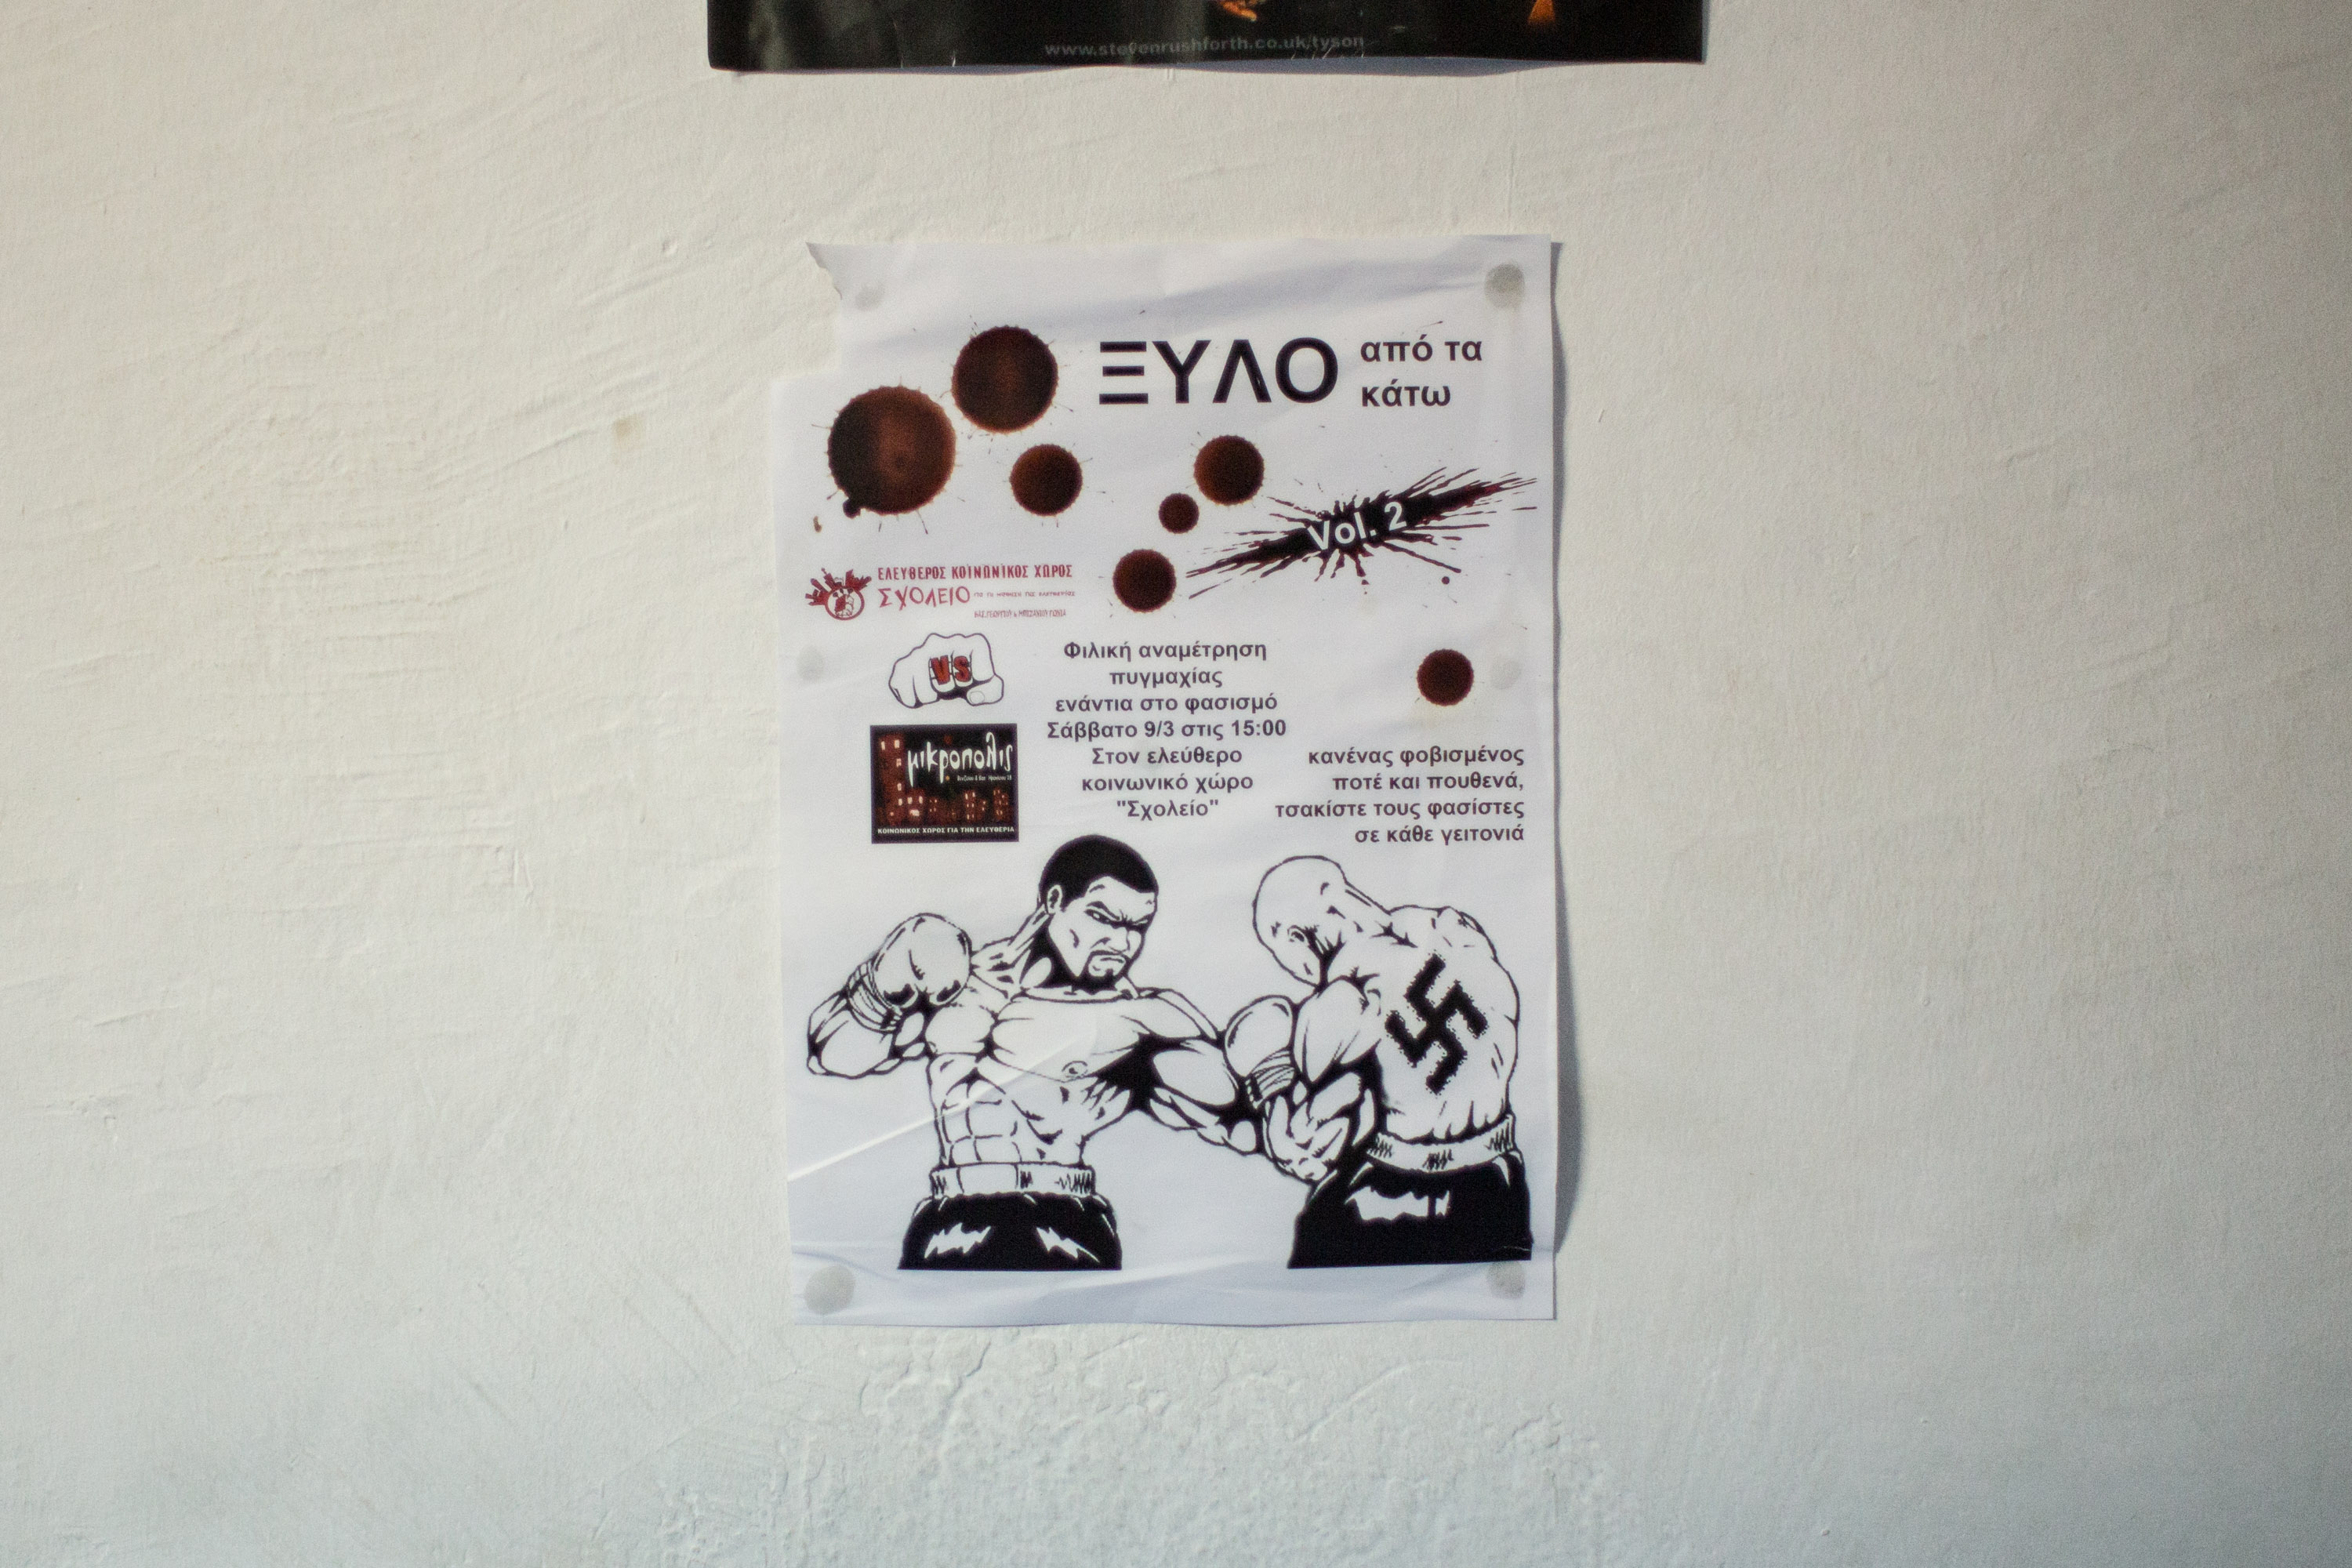 www.stevenrushforth.co.uk/tyson
ΞΥΛΟ
από τα
κάτω
Vol. 2
ΕΛΕΥΘΕΡΟΣ ΚΟΙΝΩΝΙΚΟΣ ΧΩΡΟΣ
ΣΧΟΛΕΙΟ
VS
μικροπολις
ΚΟΙΝΩΝΙΚΟΣ ΧΩΡΟΣ ΓΙΑ ΤΗΝ ΕΛΕΥΘΕΡΙΑ
Φιλική αναμέτρηση
πυγμαχίας
ενάντια στο φασισμό
Σάββατο 9/3 στις 15:00
Στον ελεύθερο
κοινωνικό χώρο
"Σχολείο"
κανένας φοβισμένος
ποτέ και πουθενά,
τσακίστε τους φασίστες
σε κάθε γειτονιά